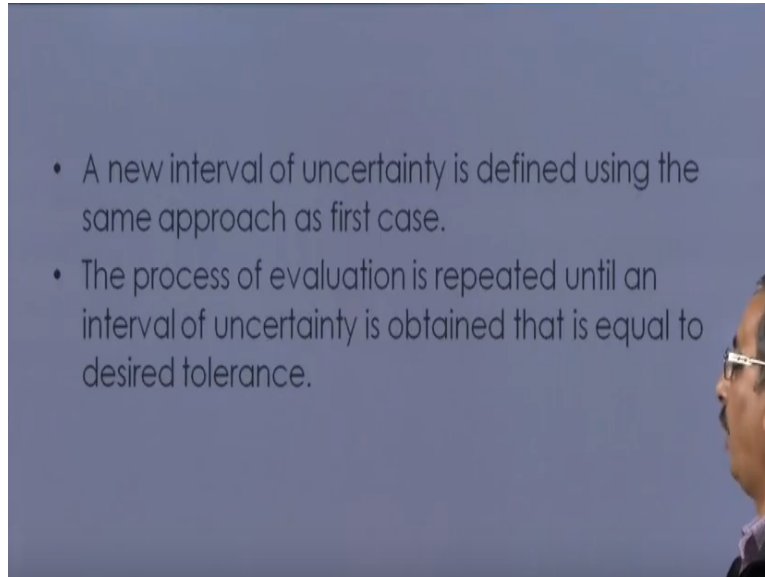 • A new interval of uncertainty is defined using the
same approach as first case.
• The process of evaluation is repeated until an
interval of uncertainty is obtained that is equal to
desired tolerance.